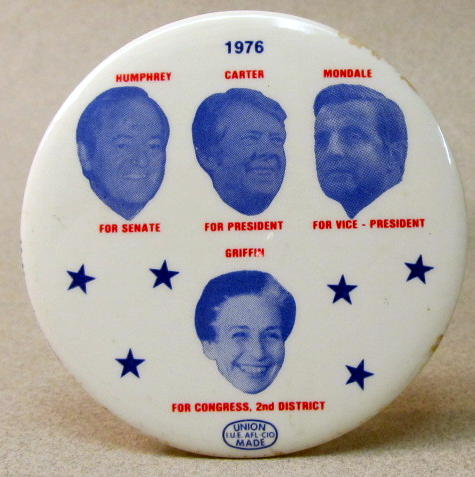 1976
HUMPHREY CARTER MONDALE
FOR SENATE FOR PRESIDENT FOR VICE - PRESIDENT
GRIFFIN
FOR CONGRESS, 2nd DISTRICT
UNION
I.U.E. AFL-CIO
MADE